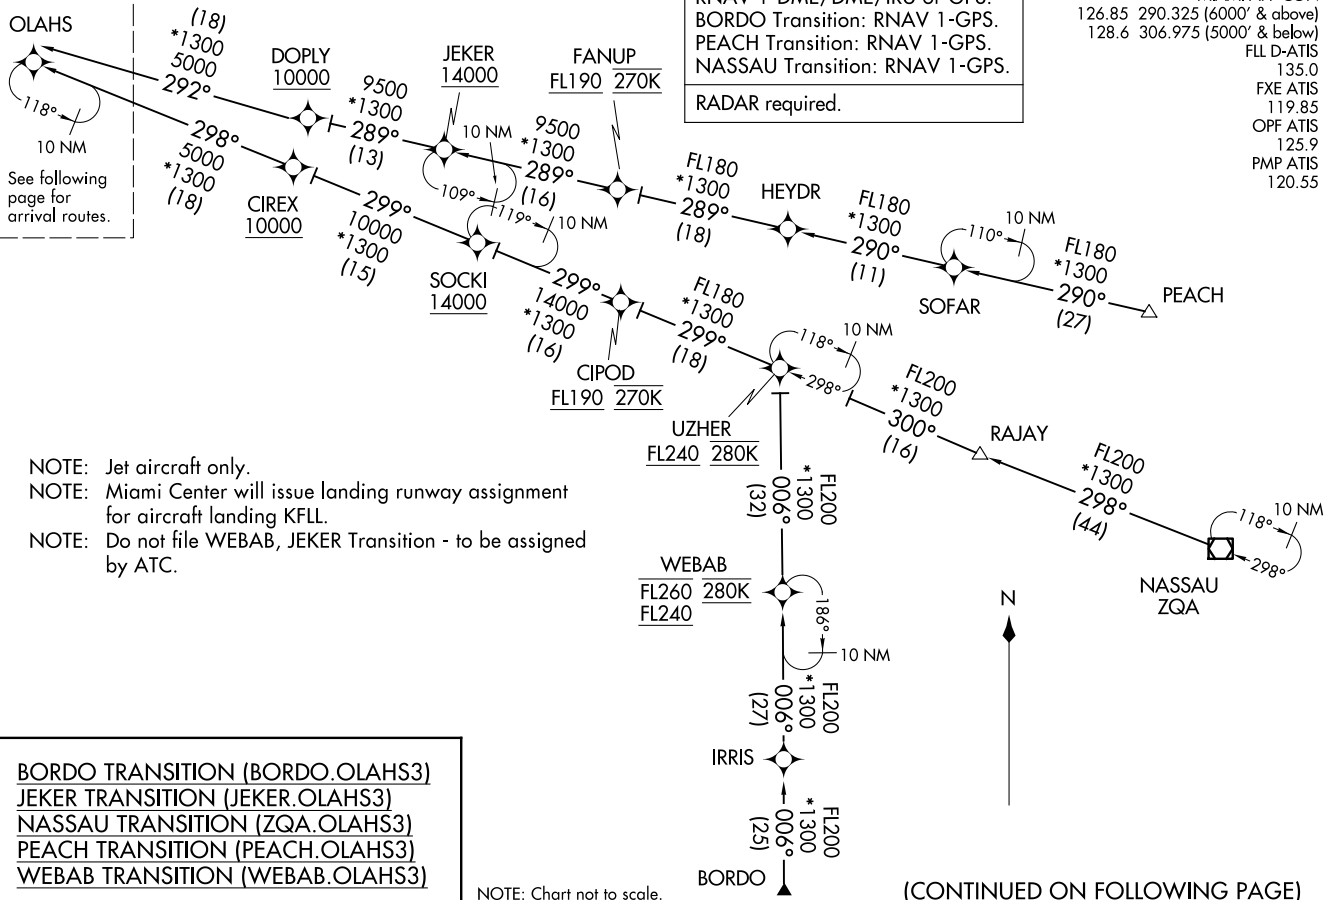 RNAV 1-DME/DME/IRU or GPS.
BORDO Transition: RNAV 1-GPS.
PEACH Transition: RNAV 1-GPS.
NASSAU Transition: RNAV 1-GPS.
RADAR required.
126.85 290.325 (6000' & above)
128.6 306.975 (5000' & below)
FLL D-ATIS
135.0
FXE ATIS
119.85
OPF ATIS
125.9
PMP ATIS
120.55
OLAHS
118°
10 NM
See following
page for
arrival routes.
(18)
*1300
5000
292°
DOPLY
10000
9500
*1300
289°
(13)
JEKER
14000
10 NM
109°
9500
*1300
289°
(16)
FANUP
FL190 270K
FL180
*1300
289°
(18)
HEYDR
FL180
*1300
290°
(11)
110°
10 NM
SOFAR
FL180
*1300
290°
(27)
PEACH
298°
5000
*1300
(18)
CIREX
10000
299°
10000
*1300
(15)
119°
10 NM
SOCKI
14000
299°
14000
*1300
(16)
CIPOD
FL190 270K
FL180
*1300
299°
(18)
118°
10 NM
298°
UZHER
FL240 280K
FL200
*1300
300°
(16)
RAJAY
FL200
*1300
298°
(44)
118°
10 NM
298°
NASSAU
ZQA
NOTE: Jet aircraft only.
NOTE: Miami Center will issue landing runway assignment
for aircraft landing KFLL.
NOTE: Do not file WEBAB, JEKER Transition - to be assigned
by ATC.
FL200
*1300
006°
(32)
WEBAB
FL260 280K
FL240
186°
10 NM
FL200
*1300
006°
(27)
IRRIS
FL200
*1300
006°
(25)
BORDO
N
BORDO TRANSITION (BORDO.OLAHS3)
JEKER TRANSITION (JEKER.OLAHS3)
NASSAU TRANSITION (ZQA.OLAHS3)
PEACH TRANSITION (PEACH.OLAHS3)
WEBAB TRANSITION (WEBAB.OLAHS3)
NOTE: Chart not to scale.
(CONTINUED ON FOLLOWING PAGE)